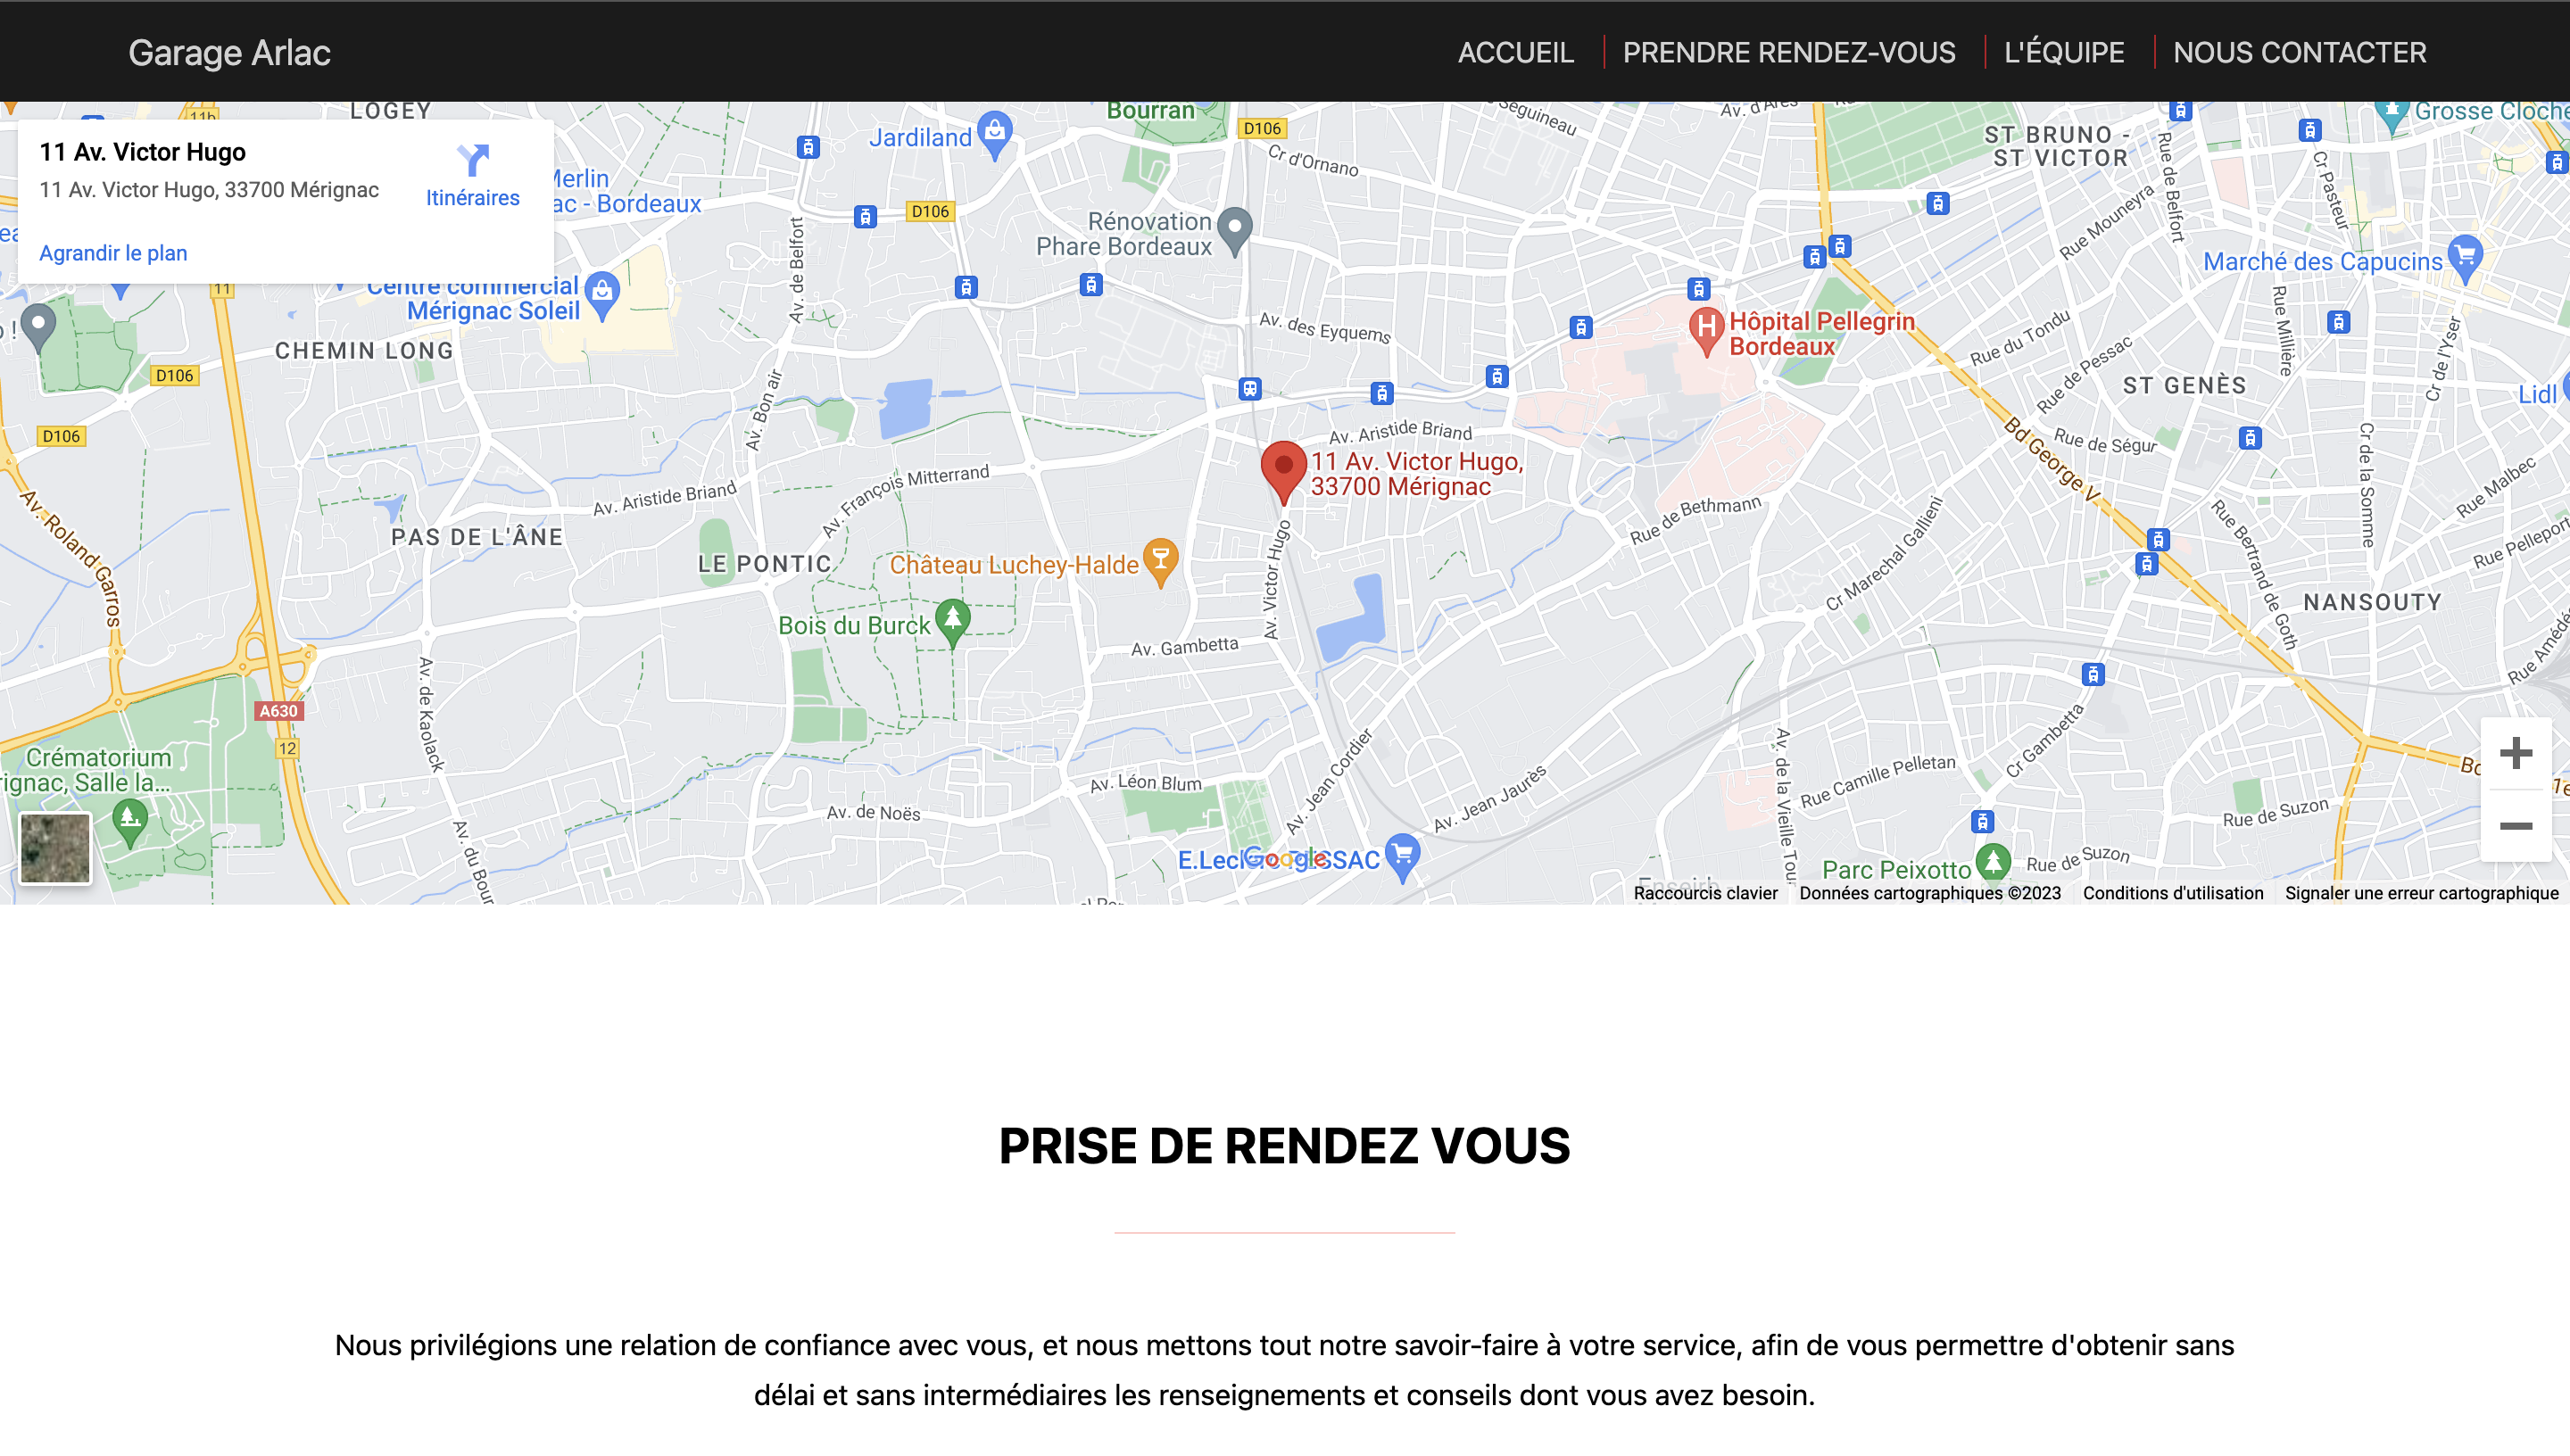 Garage Arlac
ACCUEIL
PRENDRE RENDEZ-VOUS
L'ÉQUIPE
NOUS CONTACTER
11 Av. Victor Hugo
11 Av. Victor Hugo, 33700 Mérignac
Itinéraires
Agrandir le plan
LOGEY
11b
Jardiland
Bourran
D106
Cr d'Ornano
Av. d'Arès
ST BRUNO -
ST VICTOR
Rue de Belfort
Cr Pasteur
Grosse Cloche
Merlin
ac - Bordeaux
D106
Av. de Belfort
Rénovation
Phare Bordeaux
Rue Mouneyra
Marché des Capucins
11
Centre commercial
Mérignac Soleil
Av. des Eyquems
Hôpital Pellegrin
Bordeaux
Rue du Tondu
Rue Millière
Cr de l'Yser
CHEMIN LONG
D106
Rue de Pessac
ST GENÈS
Lidl
Av. Bon air
D106
Av. Aristide Briand
Bd George V
Rue de Ségur
Cr de la Somme
11 Av. Victor Hugo,
33700 Mérignac
Av. François Mitterrand
Av. Aristide Briand
Rue Malbec
Av. Roland Garros
Rue de Bethmann
Cr Marechal Gallieni
Rue Bertrand de Goth
Rue Pelleport
PAS DE L'ÂNE
LE PONTIC
Château Luchey-Halde
Av. Victor Hugo
NANSOUTY
Bois du Burck
Av. Gambetta
Rue Amédé
Av. de Kaolack
A630
12
Cr Gambetta
Crématorium
rignac, Salle la...
Av. Léon Blum
Av. Jean Cordier
Av. Jean Jaurès
Av. de la Vieille Tour
Rue Camille Pelletan
Av. de Noës
Rue de Suzon
Av. du Bour
Google
SSAC
Parc Peixotto
Rue de Suzon
Raccourcis clavier
Données cartographiques ©2023
Conditions d'utilisation
Signaler une erreur cartographique
PRISE DE RENDEZ VOUS
Nous privilégions une relation de confiance avec vous, et nous mettons tout notre savoir-faire à votre service, afin de vous permettre d'obtenir sans
délai et sans intermédiaires les renseignements et conseils dont vous avez besoin.